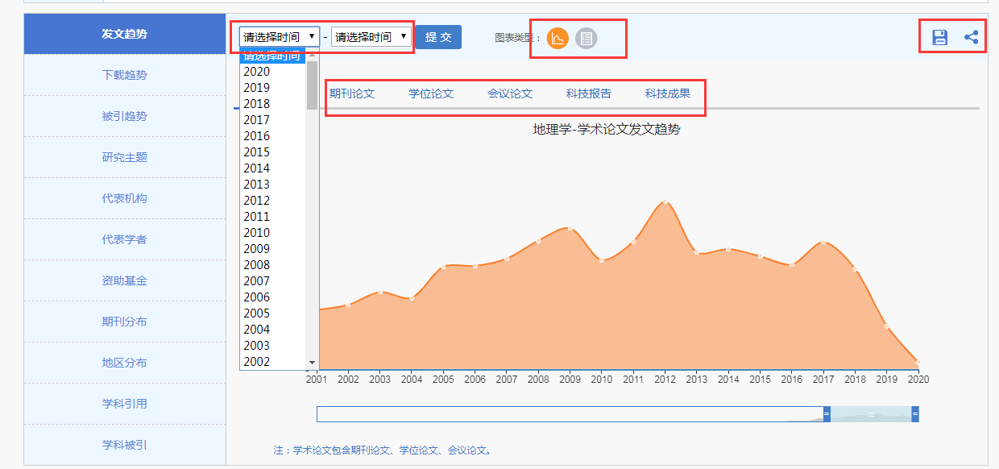 发文趋势
下载趋势
被引趋势
研究主题
代表机构
代表学者
资助基金
期刊分布
地区分布
学科引用
学科被引
请选择时间 - 请选择时间 提 交 图表类型：
请选择时间
2020
2019
2018
2017
2016
2015
2014
2013
2012
2011
2010
2009
2008
2007
2006
2005
2004
2003
2002
期刊论文 学位论文 会议论文 科技报告 科技成果
地理学-学术论文发文趋势
2001 2002 2003 2004 2005 2006 2007 2008 2009 2010 2011 2012 2013 2014 2015 2016 2017 2018 2019 2020
注：学术论文包含期刊论文、学位论文、会议论文。